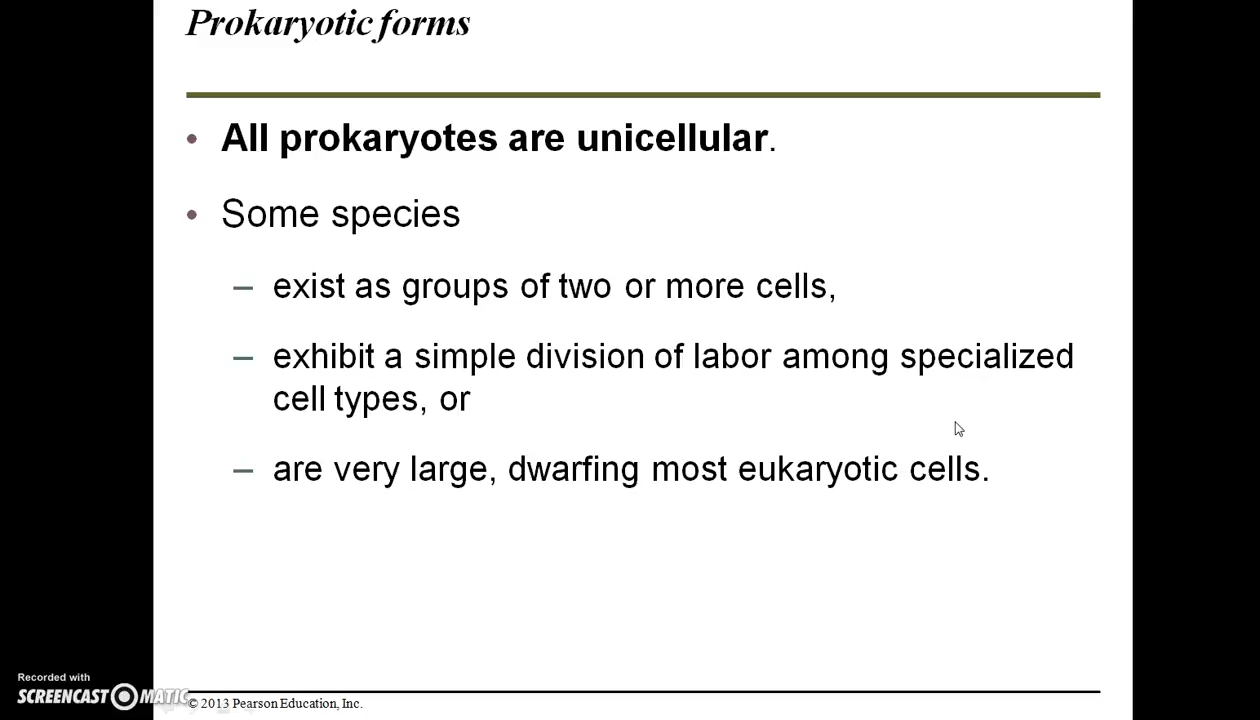 Prokaryotic forms
• All prokaryotes are unicellular.
• Some species
– exist as groups of two or more cells,
– exhibit a simple division of labor among specialized
cell types, or
– are very large, dwarfing most eukaryotic cells.
Recorded with
SCREENCAST MATIC
© 2013 Pearson Education, Inc.